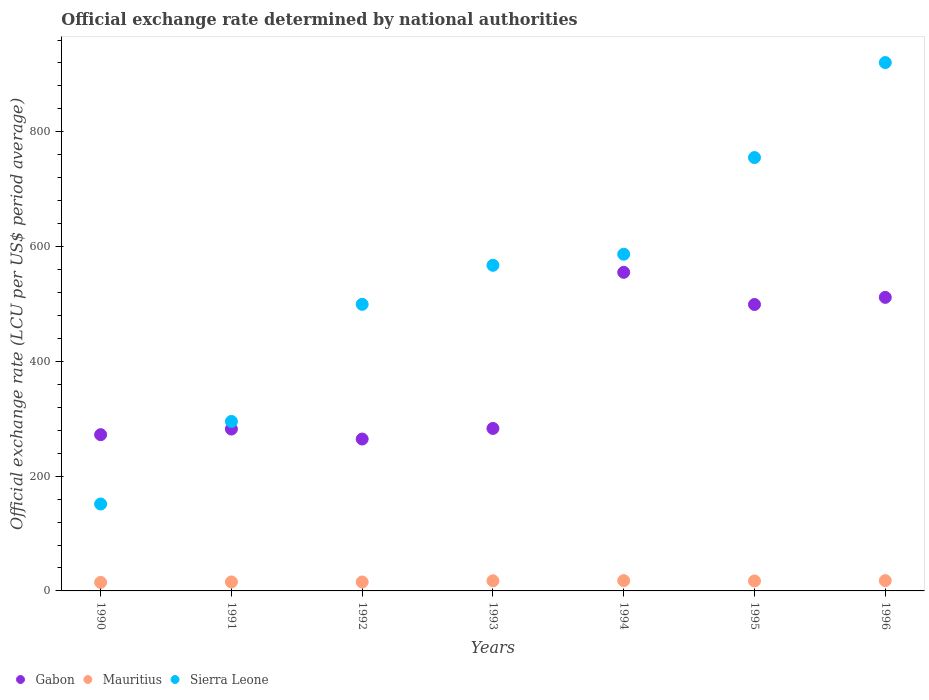 Official exchange rate determined by national authorities
Official exchange rate (LCU per US$ period average)
800
600
400
200
0
1990
1991
1992
1993
1994
1995
1996
Years
Gabon
Mauritius
Sierra Leone